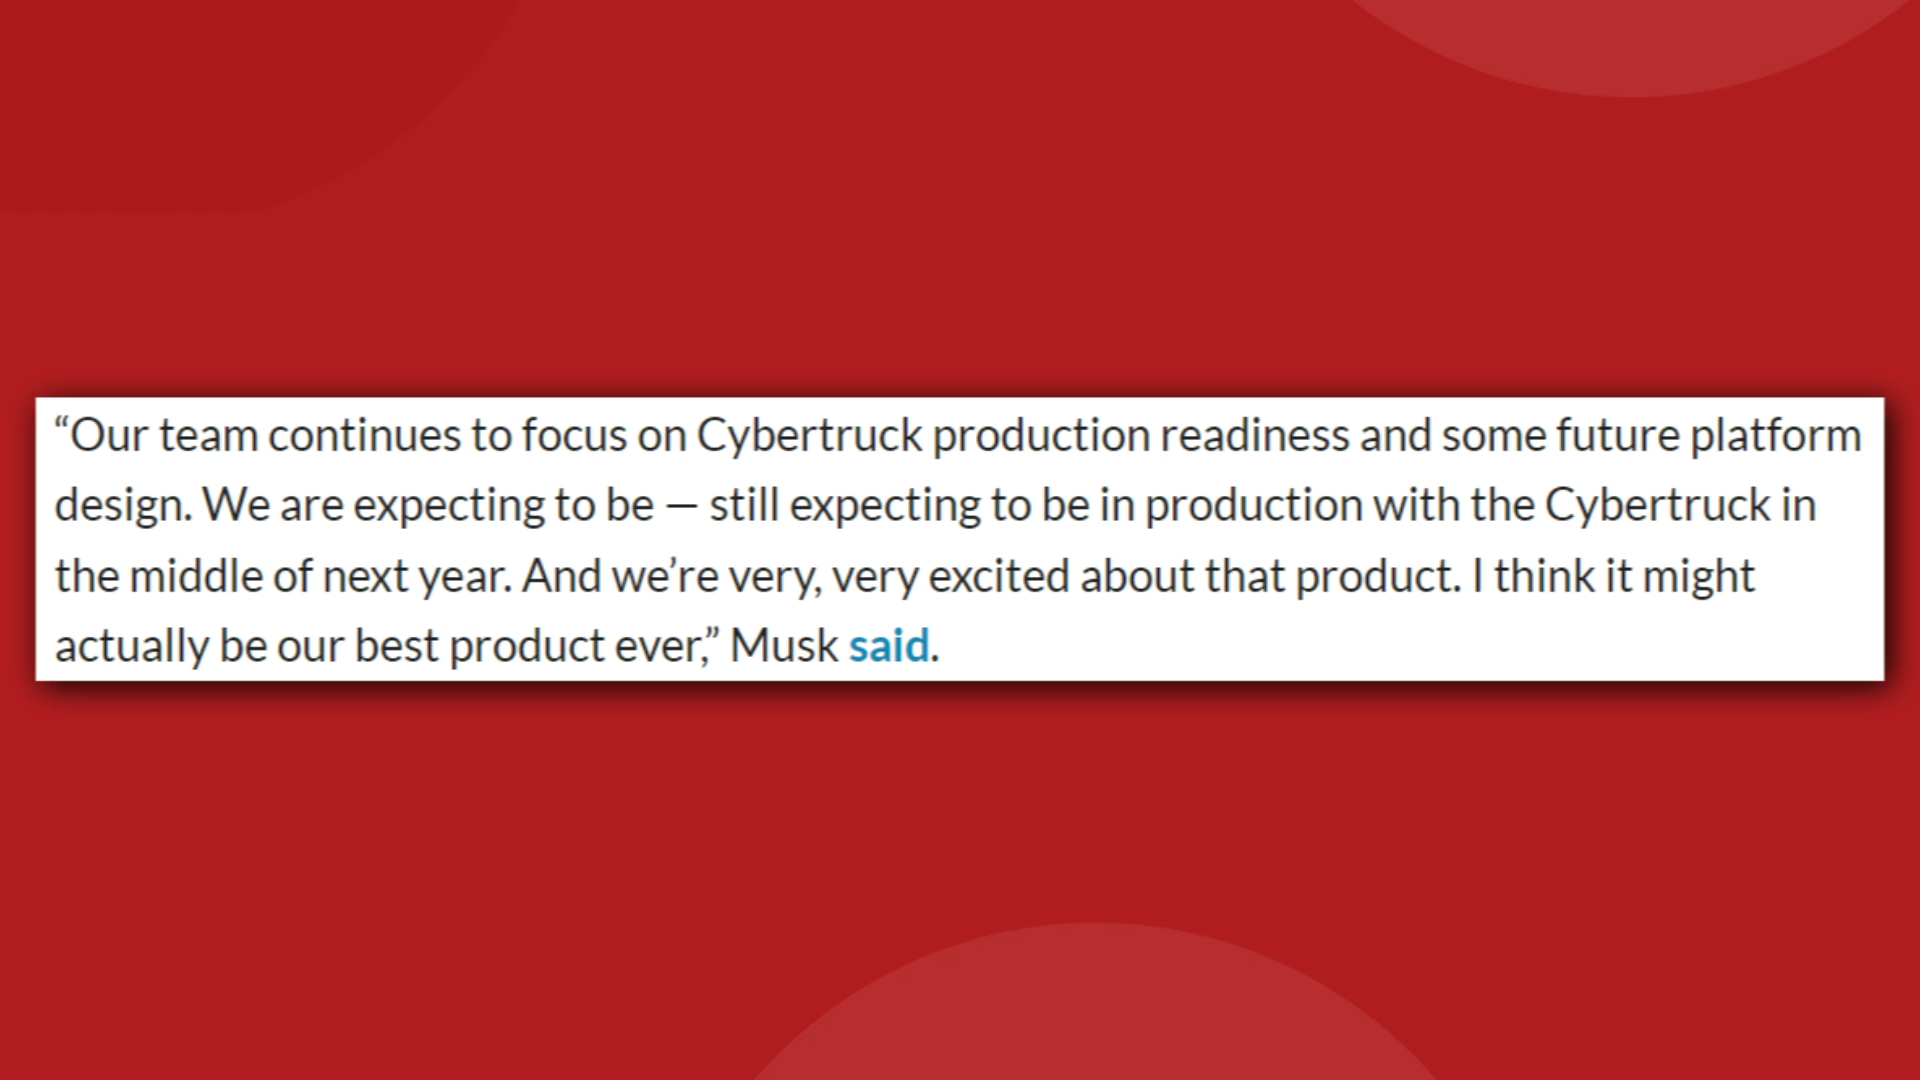 “Our team continues to focus on Cybertruck production readiness and some future platform
design. We are expecting to be — still expecting to be in production with the Cybertruck in
the middle of next year. And we’re very, very excited about that product. I think it might
actually be our best product ever,” Musk said.